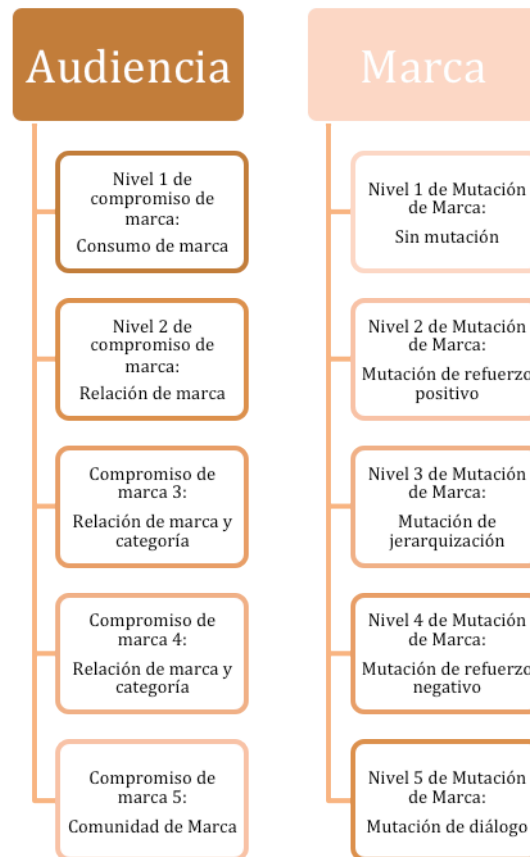 Audiencia
Nivel 1 de
compromiso de
marca:
Consumo de marca
Nivel 2 de
compromiso de
marca:
Relación de marca
Compromiso de
marca 3:
Relación de marca y
categoría
Compromiso de
marca 4:
Relación de marca y
categoría
Compromiso de
marca 5:
Comunidad de Marca
Marca
Nivel 1 de Mutación
de Marca:
Sin mutación
Nivel 2 de Mutación
de Marca:
Mutación de refuerzo
positivo
Nivel 3 de Mutación
de Marca:
Mutación de
jerarquización
Nivel 4 de Mutación
de Marca:
Mutación de refuerzo
negativo
Nivel 5 de Mutación
de Marca:
Mutación de diálogo